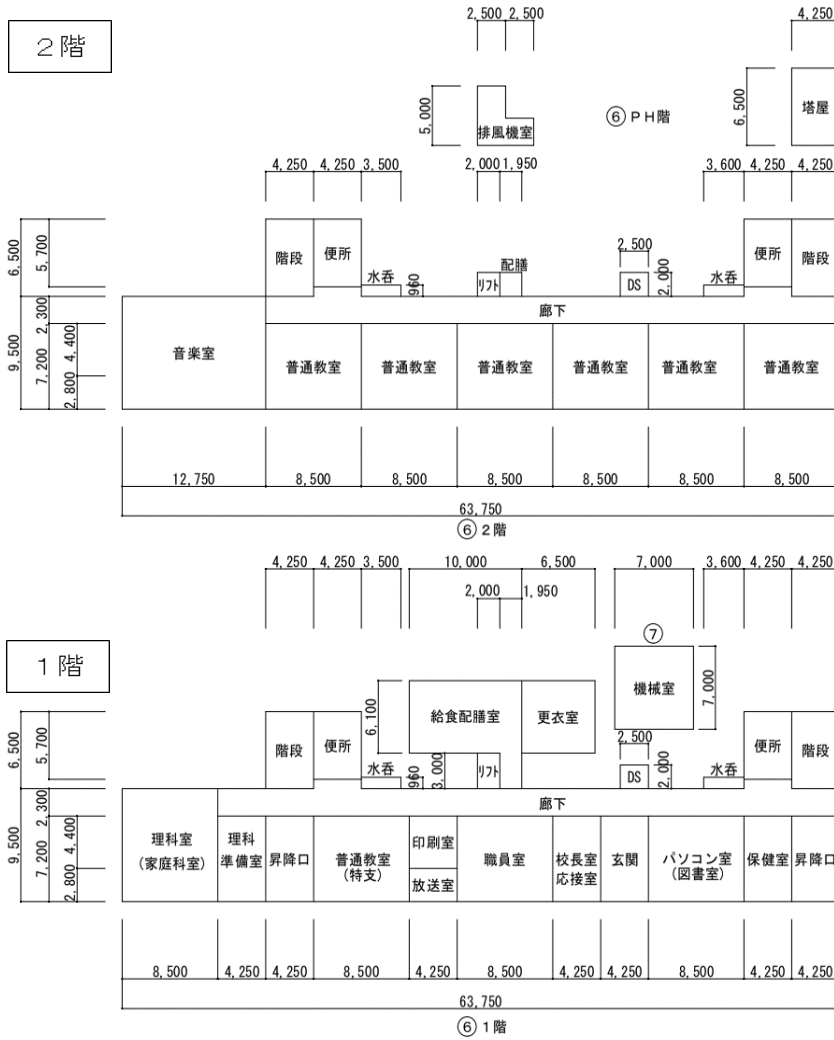 2階
2,500 2,500 4,250
5,000 排風機室 ⑥ PH階 6,500 塔屋
4,250 4,250 3,500 2,000 1,950 3,600 4,250 4,250
6,500 5,700 階段 便所 水呑 960 リフト 配膳 2,500 DS 2,000 水呑 便所 階段
9,500 2,300 7,200 4,400 2,800
廊下
音楽室 普通教室 普通教室 普通教室 普通教室 普通教室 普通教室
12,750 8,500 8,500 8,500 8,500 8,500 8,500
63,750
⑥ 2階
4,250 4,250 3,500 10,000 6,500 7,000 3,600 4,250 4,250
2,000 1,950
1階
⑦
6,100 給食配膳室 更衣室 機械室 7,000
6,500 5,700 階段 便所 水呑 960 3,000 リフト 2,500 DS 2,000 水呑 便所 階段
9,500 2,300 7,200 4,400 2,800
廊下
理科室
(家庭科室)
理科
準備室
昇降口
普通教室
(特支)
印刷室
放送室
職員室
校長室
応接室
玄関
パソコン室
(図書室)
保健室
昇降口
8,500 4,250 4,250 8,500 4,250 8,500 4,250 4,250 8,500 4,250 4,250
63,750
⑥ 1階